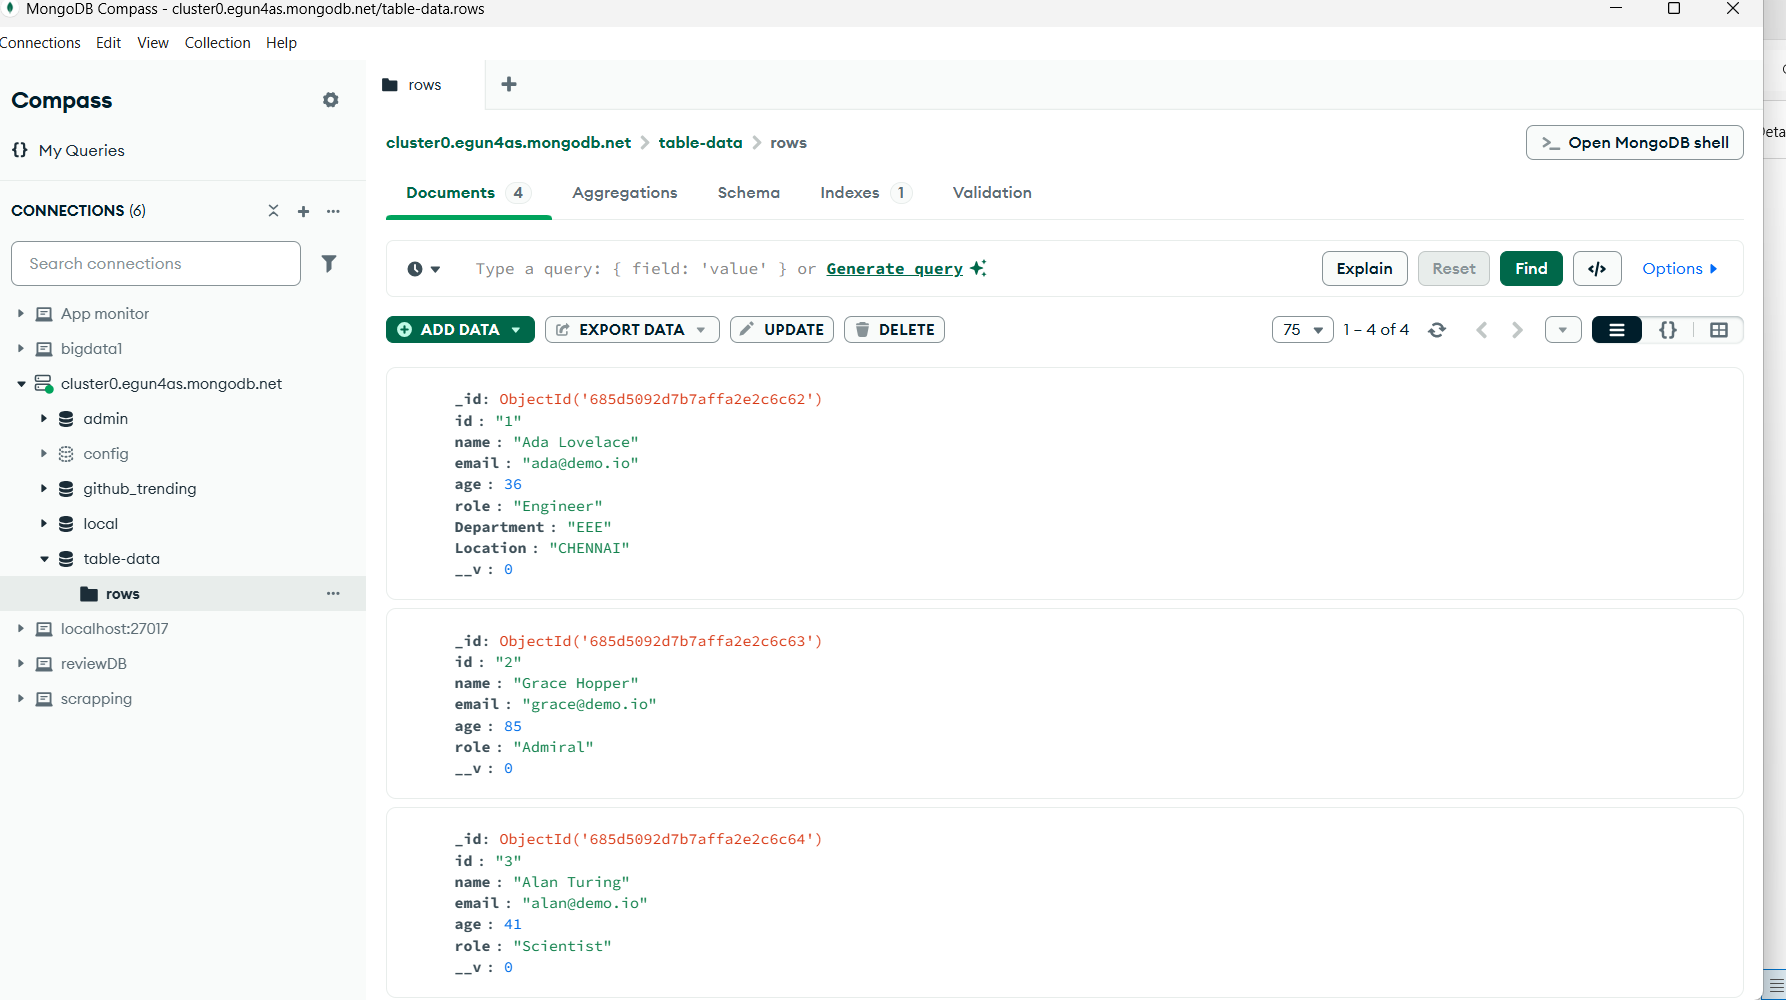 MongoDB Compass - cluster0.egun4as.mongodb.net/table-data.rows
Connections Edit View Collection Help
Compass
{} My Queries
CONNECTIONS (6)
Search connections
App monitor
bigdata1
cluster0.egun4as.mongodb.net
admin
config
github_trending
local
table-data
rows
localhost:27017
reviewDB
scrapping
rows
cluster0.egun4as.mongodb.net > table-data > rows
>_ Open MongoDB shell
Documents 4 Aggregations Schema Indexes 1 Validation
Type a query: { field: 'value' } or Generate query
Explain Reset Find </> Options
ADD DATA EXPORT DATA UPDATE DELETE
75 1 – 4 of 4 {}
_id: ObjectId('685d5092d7b7affa2e2c6c62')
id : "1"
name : "Ada Lovelace"
email : "ada@demo.io"
age : 36
role : "Engineer"
Department : "EEE"
Location : "CHENNAI"
__v : 0
_id: ObjectId('685d5092d7b7affa2e2c6c63')
id : "2"
name : "Grace Hopper"
email : "grace@demo.io"
age : 85
role : "Admiral"
__v : 0
_id: ObjectId('685d5092d7b7affa2e2c6c64')
id : "3"
name : "Alan Turing"
email : "alan@demo.io"
age : 41
role : "Scientist"
__v : 0